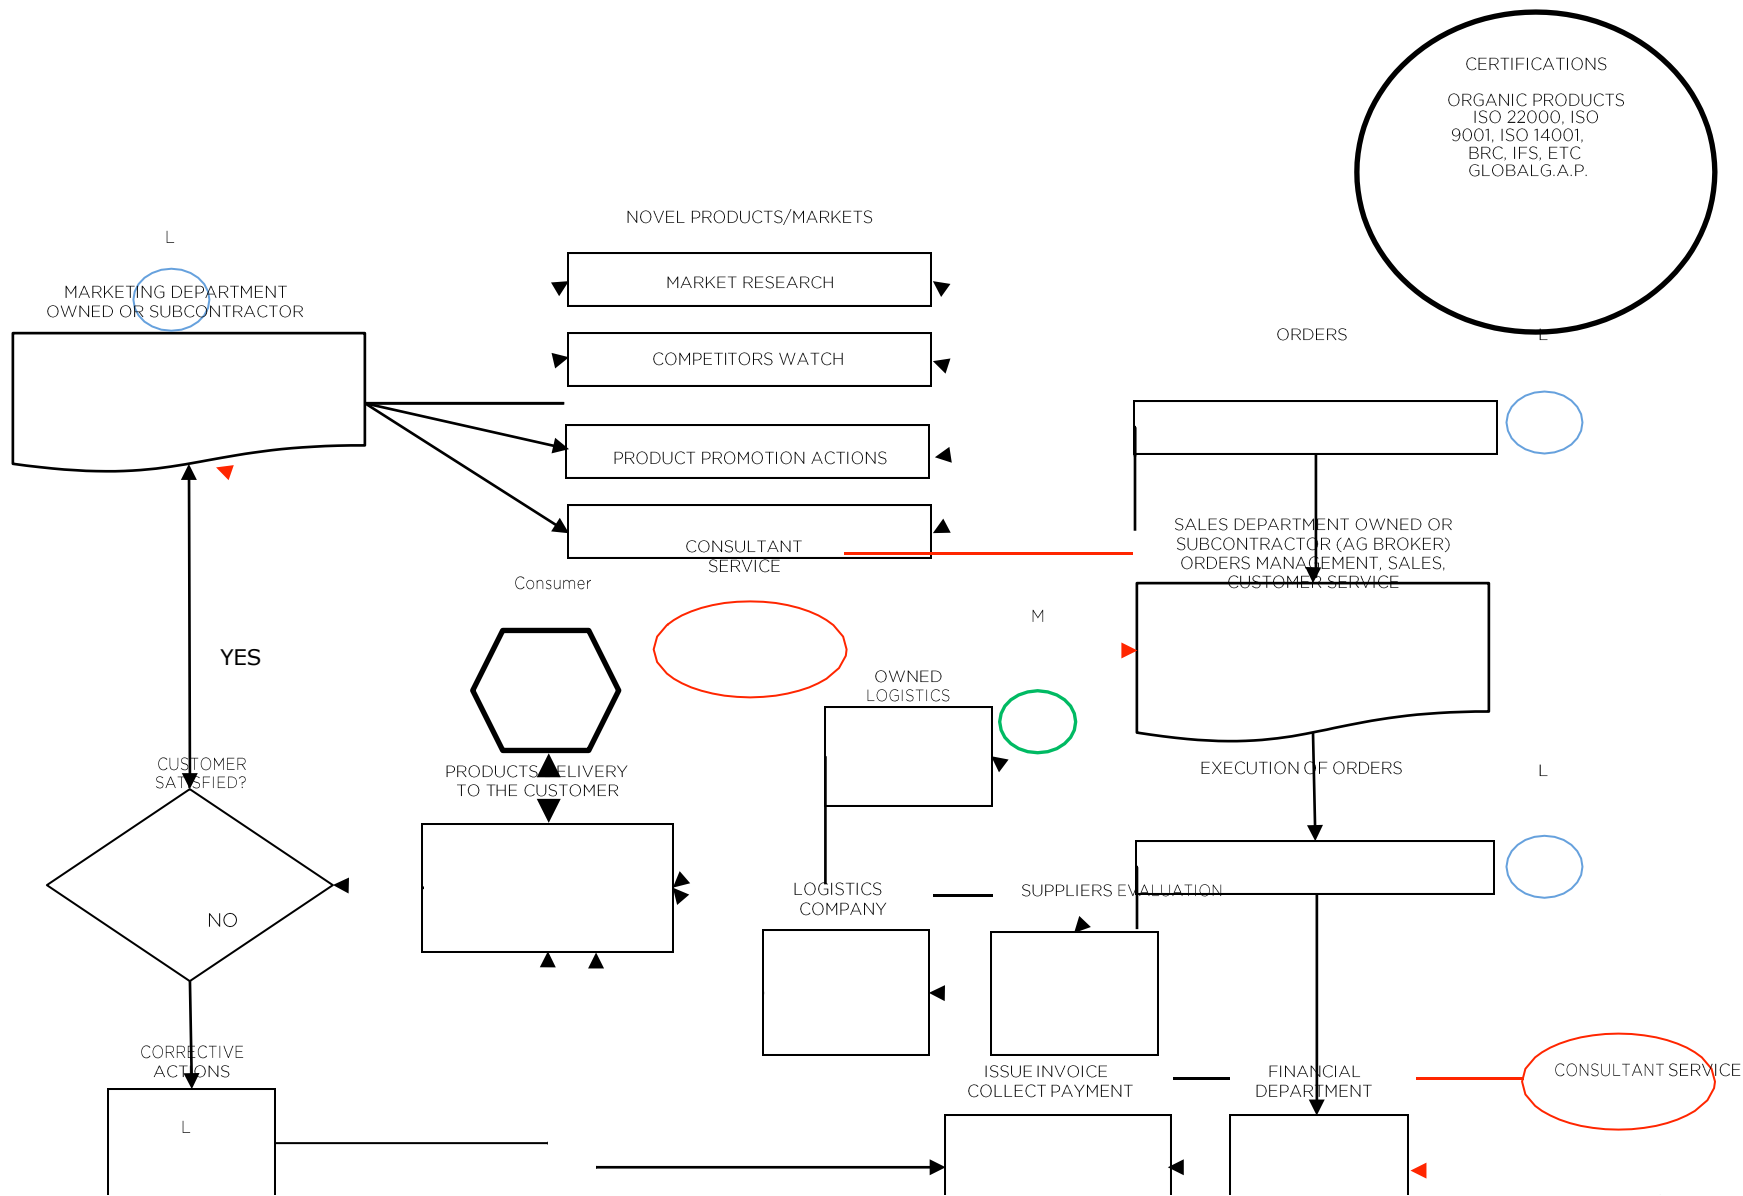 CERTIFICATIONS
ORGANIC PRODUCTS
ISO 22000, ISO
9001, ISO 14001,
BRC, IFS, ETC
GLOBALG.A.P.
NOVEL PRODUCTS/MARKETS
L
MARKET RESEARCH
MARKETING DEPARTMENT
OWNED OR SUBCONTRACTOR
ORDERS
L
COMPETITORS WATCH
PRODUCT PROMOTION ACTIONS
SALES DEPARTMENT OWNED OR
SUBCONTRACTOR (AG BROKER)
ORDERS MANAGEMENT, SALES,
CUSTOMER SERVICE
CONSULTANT
SERVICE
Consumer
M
YES
OWNED
LOGISTICS
CUSTOMER
SATISFIED?
PRODUCTS DELIVERY
TO THE CUSTOMER
EXECUTION OF ORDERS
L
LOGISTICS
COMPANY
SUPPLIERS EVALUATION
NO
CORRECTIVE
ACTIONS
ISSUE INVOICE
COLLECT PAYMENT
FINANCIAL
DEPARTMENT
CONSULTANT SERVICE
L